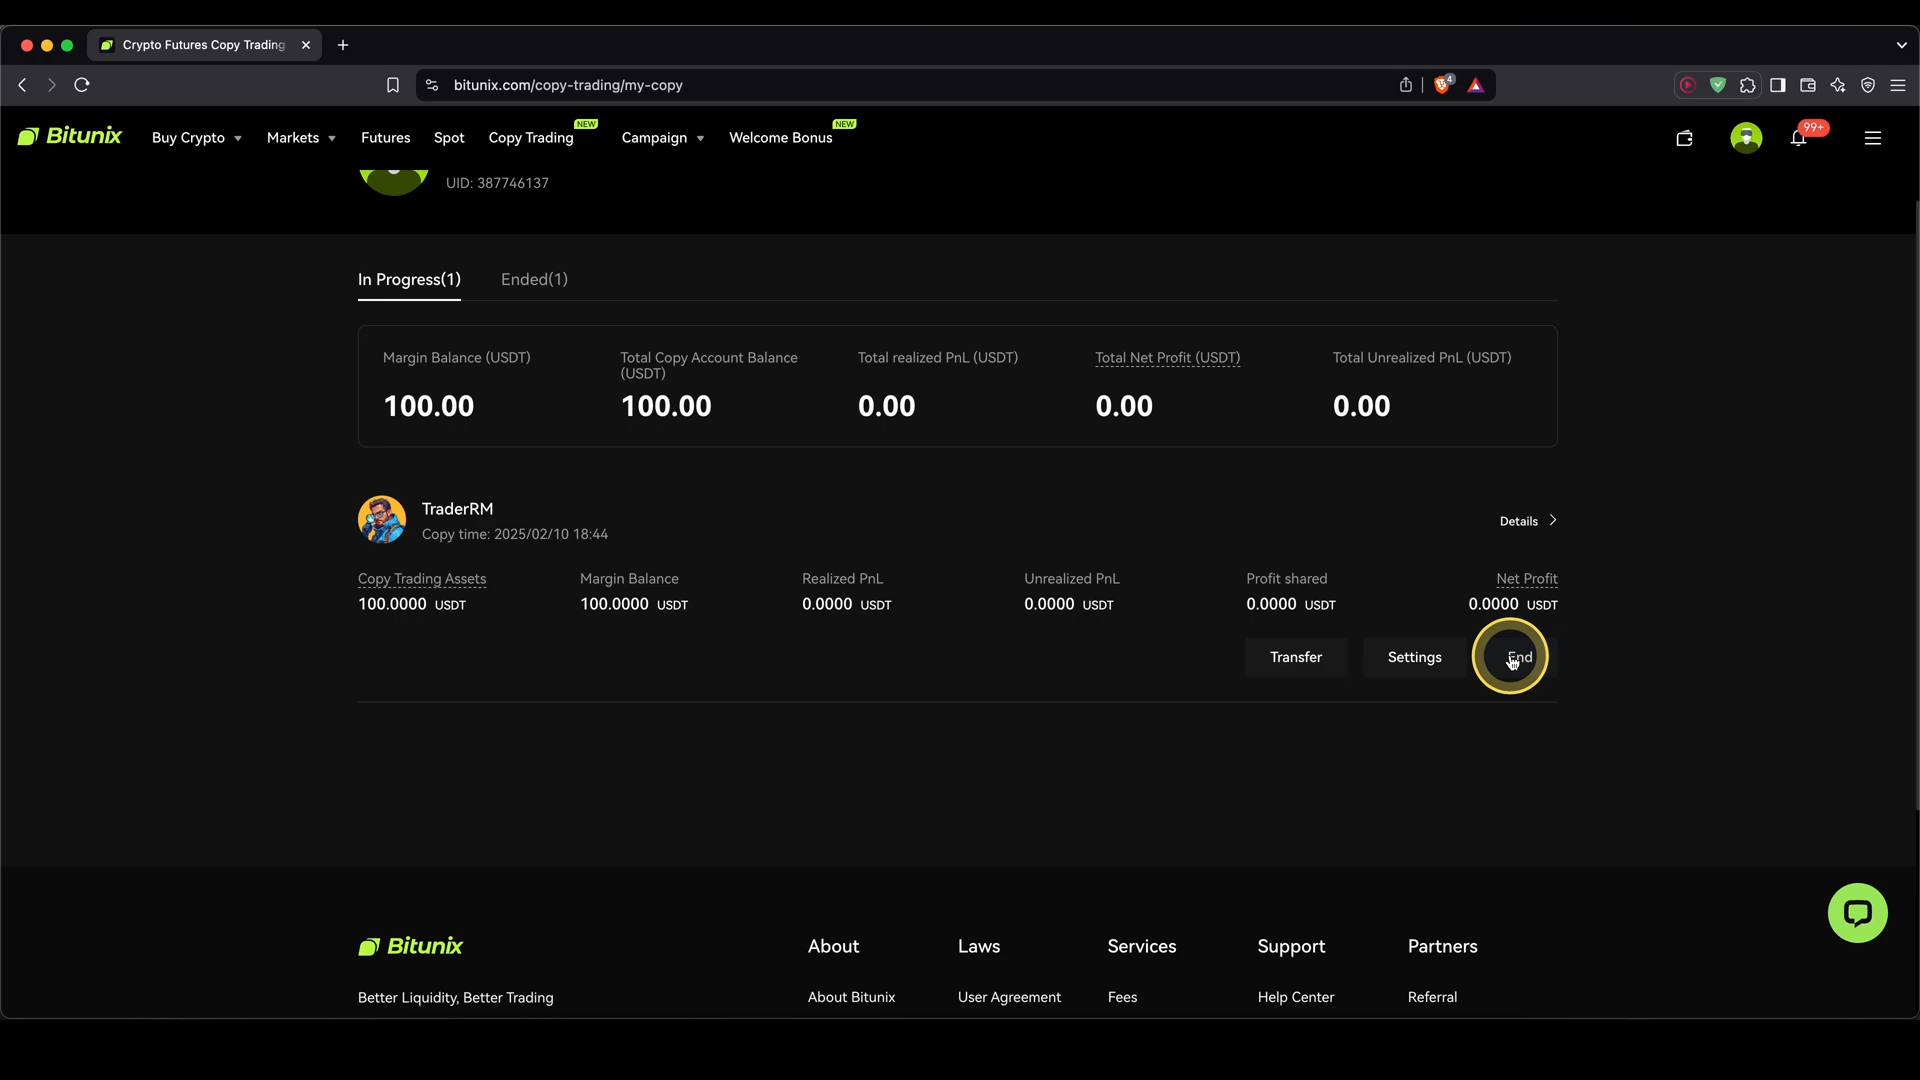 Crypto Futures Copy Trading
bitunix.com/copy-trading/my-copy
4
Bitunix
Buy Crypto
Markets
Futures
Spot
Copy Trading
NEW
Campaign
Welcome Bonus
NEW
99+
UID: 387746137
In Progress(1)
Ended(1)
Margin Balance (USDT)
100.00
Total Copy Account Balance
(USDT)
100.00
Total realized PnL (USDT)
0.00
Total Net Profit (USDT)
0.00
Total Unrealized PnL (USDT)
0.00
TraderRM
Copy time: 2025/02/10 18:44
Details
Copy Trading Assets
100.0000 USDT
Margin Balance
100.0000 USDT
Realized PnL
0.0000 USDT
Unrealized PnL
0.0000 USDT
Profit shared
0.0000 USDT
Net Profit
0.0000 USDT
Transfer
Settings
End
Bitunix
Better Liquidity, Better Trading
About
About Bitunix
Laws
User Agreement
Services
Fees
Support
Help Center
Partners
Referral